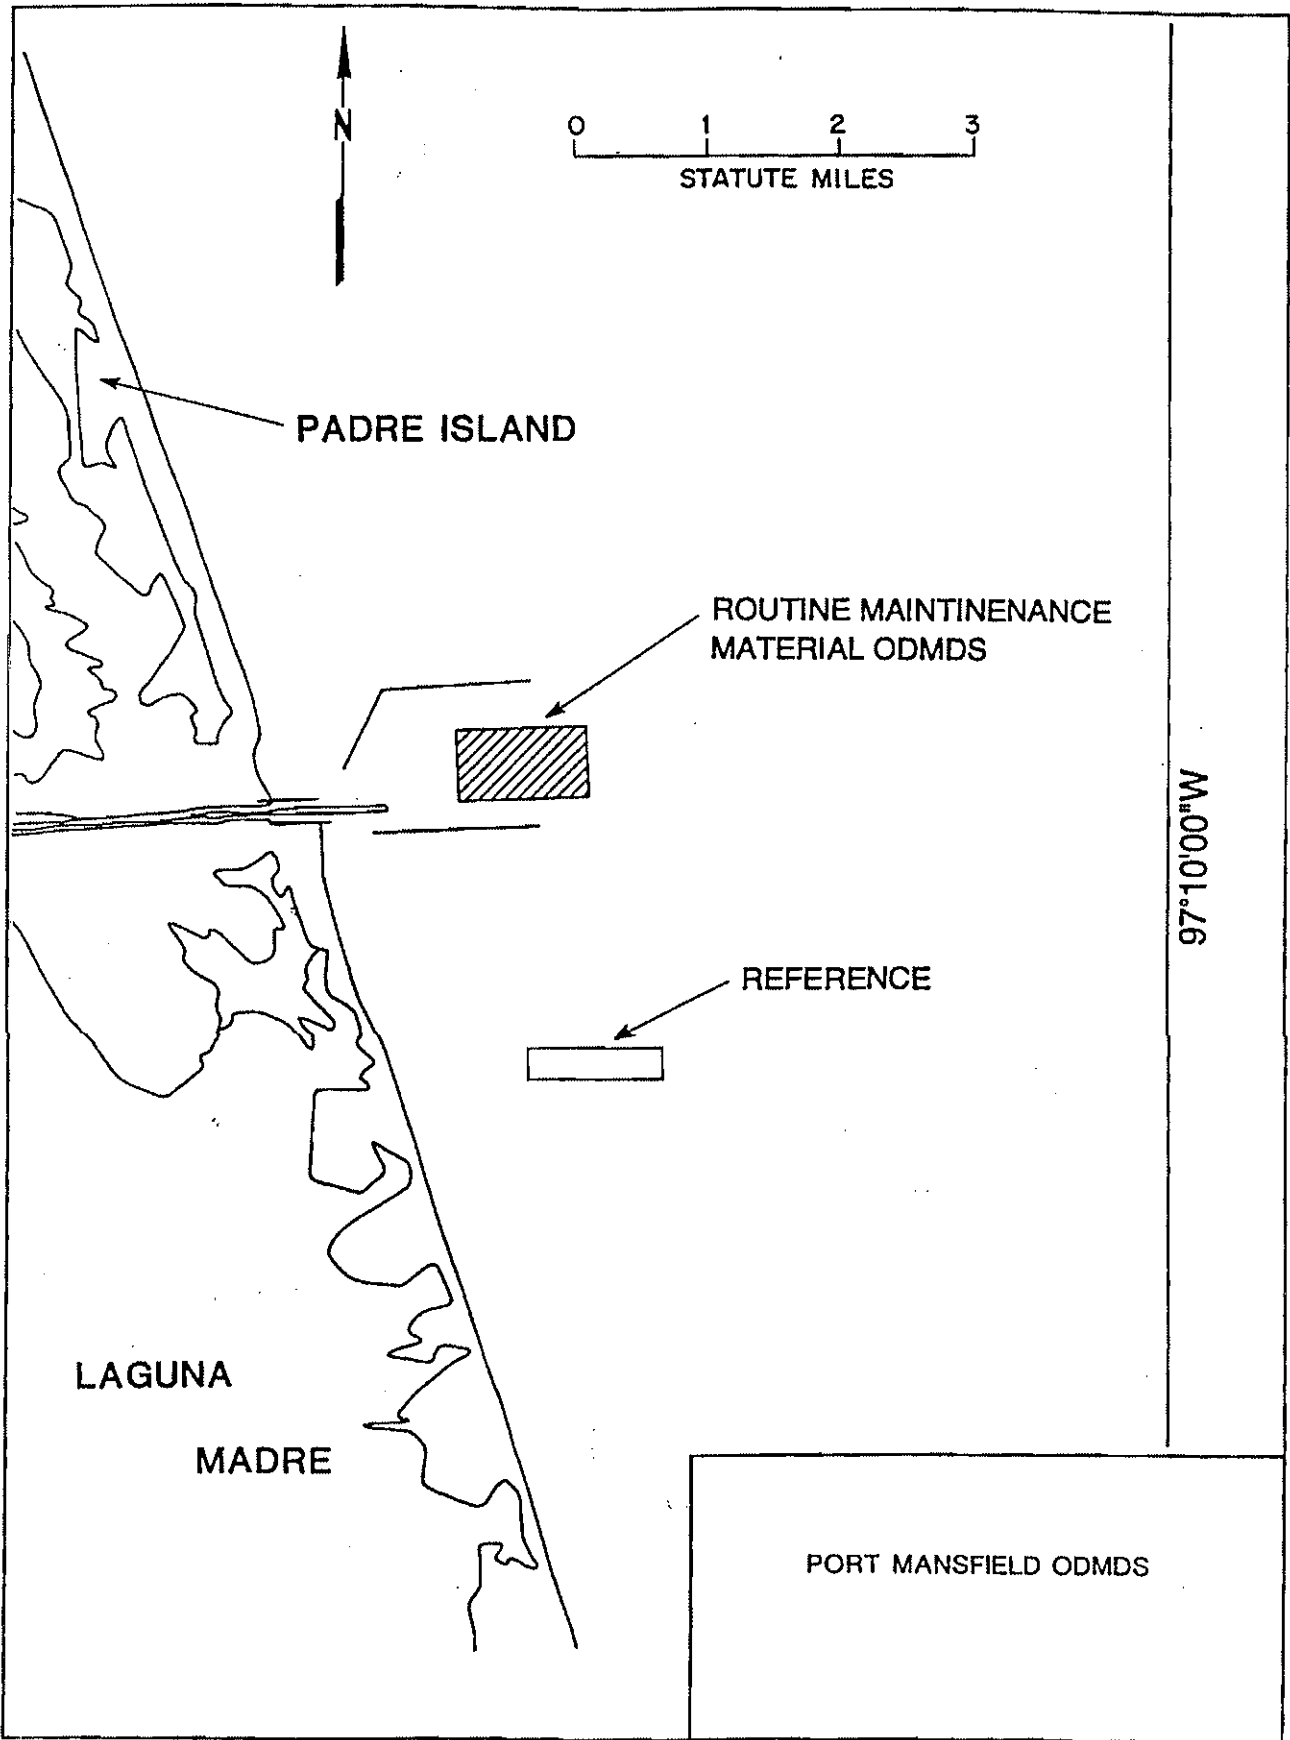 N
0 1 2 3
STATUTE MILES
PADRE ISLAND
ROUTINE MAINTINENANCE
MATERIAL ODMDS
97°10'00"W
REFERENCE
LAGUNA
MADRE
PORT MANSFIELD ODMDS